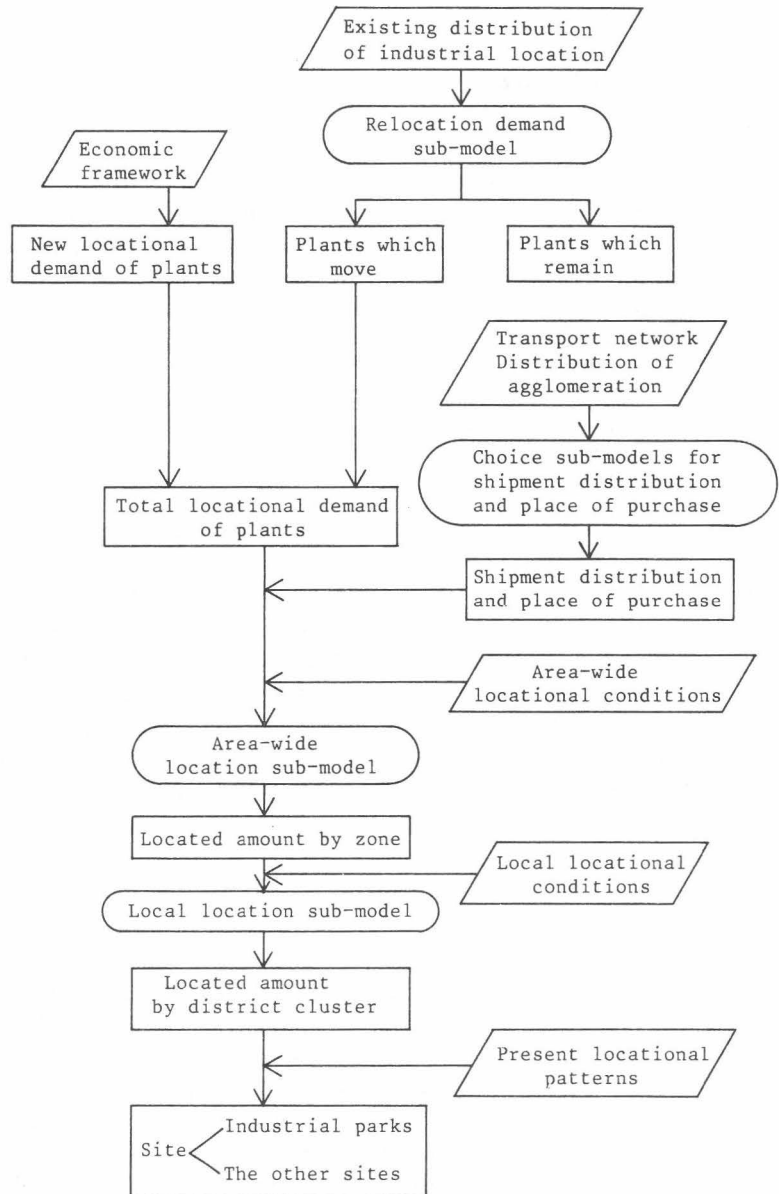 Existing distribution
of industrial location
Relocation demand
sub-model
Economic
framework
New locational
demand of plants
Plants which
move
Plants which
remain
Transport network
Distribution of
agglomeration
Choice sub-models for
shipment distribution
and place of purchase
Total locational demand
of plants
Shipment distribution
and place of purchase
Area-wide
locational conditions
Area-wide
location sub-model
Located amount by zone
Local locational
conditions
Local location sub-model
Located amount
by district cluster
Present locational
patterns
Site
Industrial parks
The other sites